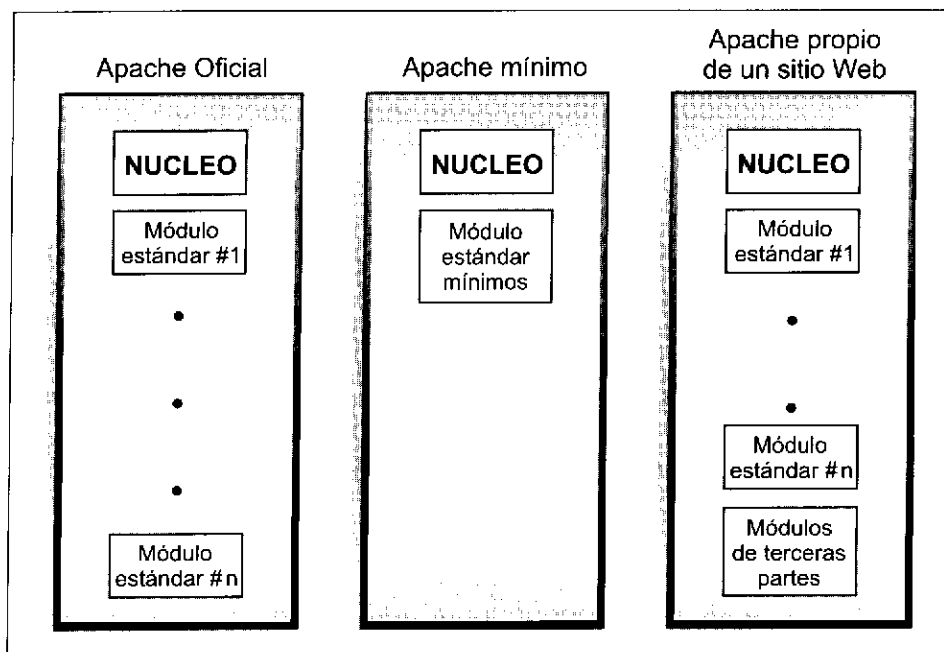 Apache Oficial
NUCLEO
Módulo
estándar #1
Módulo
estándar #n
Apache mínimo
NUCLEO
Módulo
estándar
mínimos
Apache propio
de un sitio Web
NUCLEO
Módulo
estándar #1
Módulo
estándar #n
Módulos
de terceras
partes